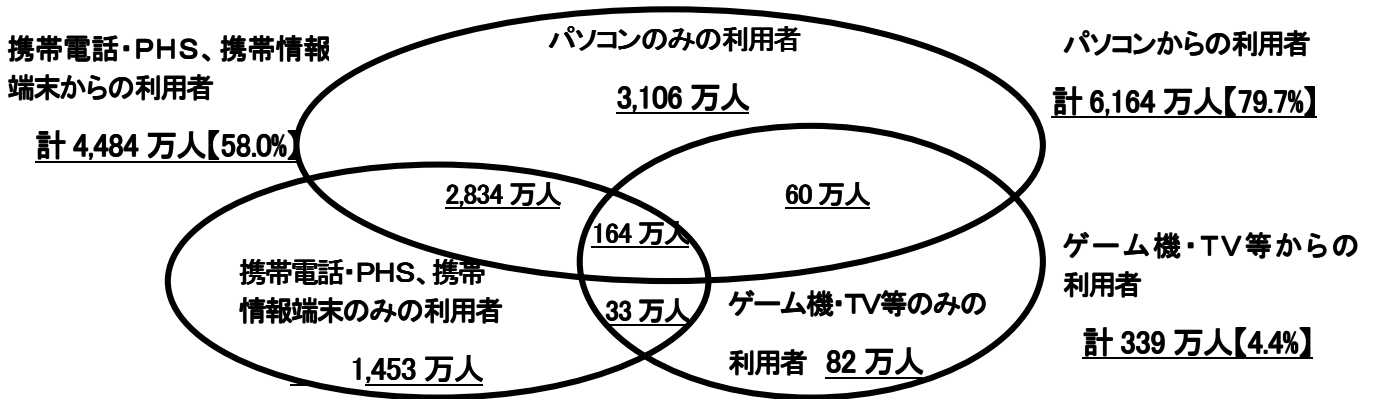 パソコンのみの利用者
3,106 万人
携帯電話・PHS、携帯情報
端末からの利用者
計 4,484 万人【58.0%】
パソコンからの利用者
計 6,164 万人【79.7%】
2,834 万人
60 万人
164 万人
携帯電話・PHS、携帯
情報端末のみの利用者
1,453 万人
33 万人
ゲーム機・TV等のみの
利用者 82 万人
ゲーム機・TV等からの
利用者
計 339 万人【4.4%】